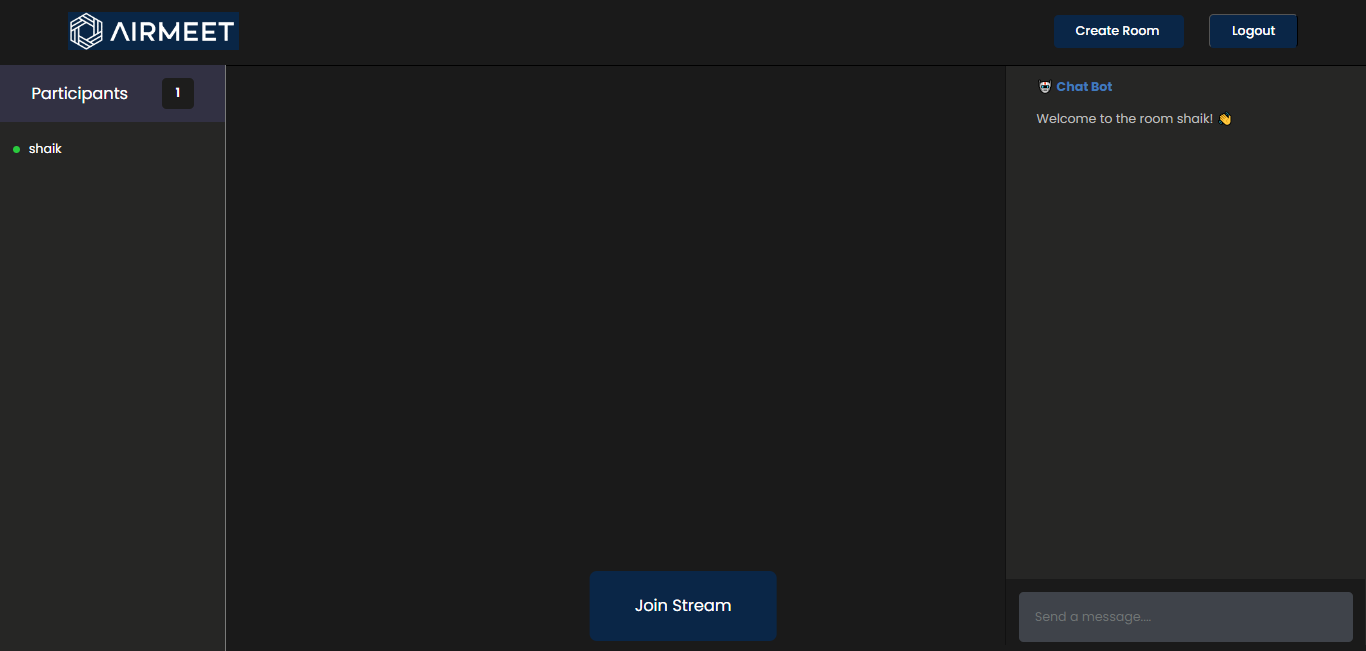 AIRMEET
Create Room
Logout
Participants
1
shaik
Chat Bot
Welcome to the room shaik! 👋
Join Stream
Send a message....